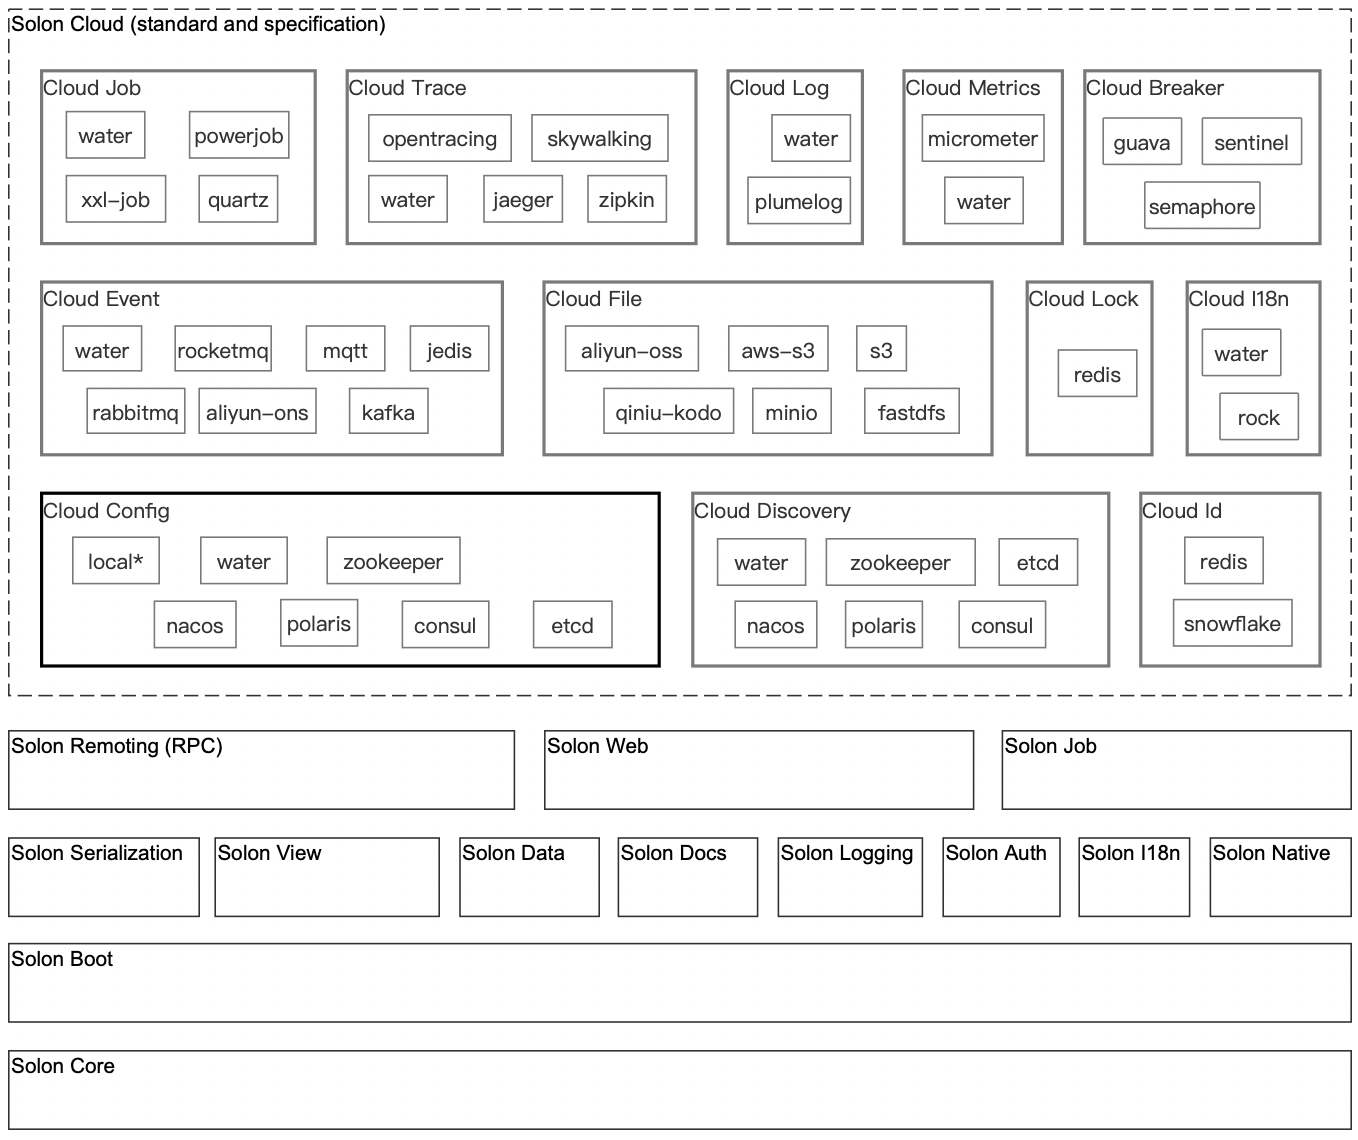 Solon Cloud (standard and specification)
Cloud Job
water
powerjob
xxl-job
quartz
Cloud Trace
opentracing
skywalking
water
jaeger
zipkin
Cloud Log
water
plumelog
Cloud Metrics
micrometer
water
Cloud Breaker
guava
sentinel
semaphore
Cloud Event
water
rocketmq
mqtt
jedis
rabbitmq
aliyun-ons
kafka
Cloud File
aliyun-oss
aws-s3
s3
qiniu-kodo
minio
fastdfs
Cloud Lock
redis
Cloud I18n
water
rock
Cloud Config
local*
water
zookeeper
nacos
polaris
consul
etcd
Cloud Discovery
water
zookeeper
etcd
nacos
polaris
consul
Cloud Id
redis
snowflake
Solon Remoting (RPC)
Solon Web
Solon Job
Solon Serialization
Solon View
Solon Data
Solon Docs
Solon Logging
Solon Auth
Solon I18n
Solon Native
Solon Boot
Solon Core